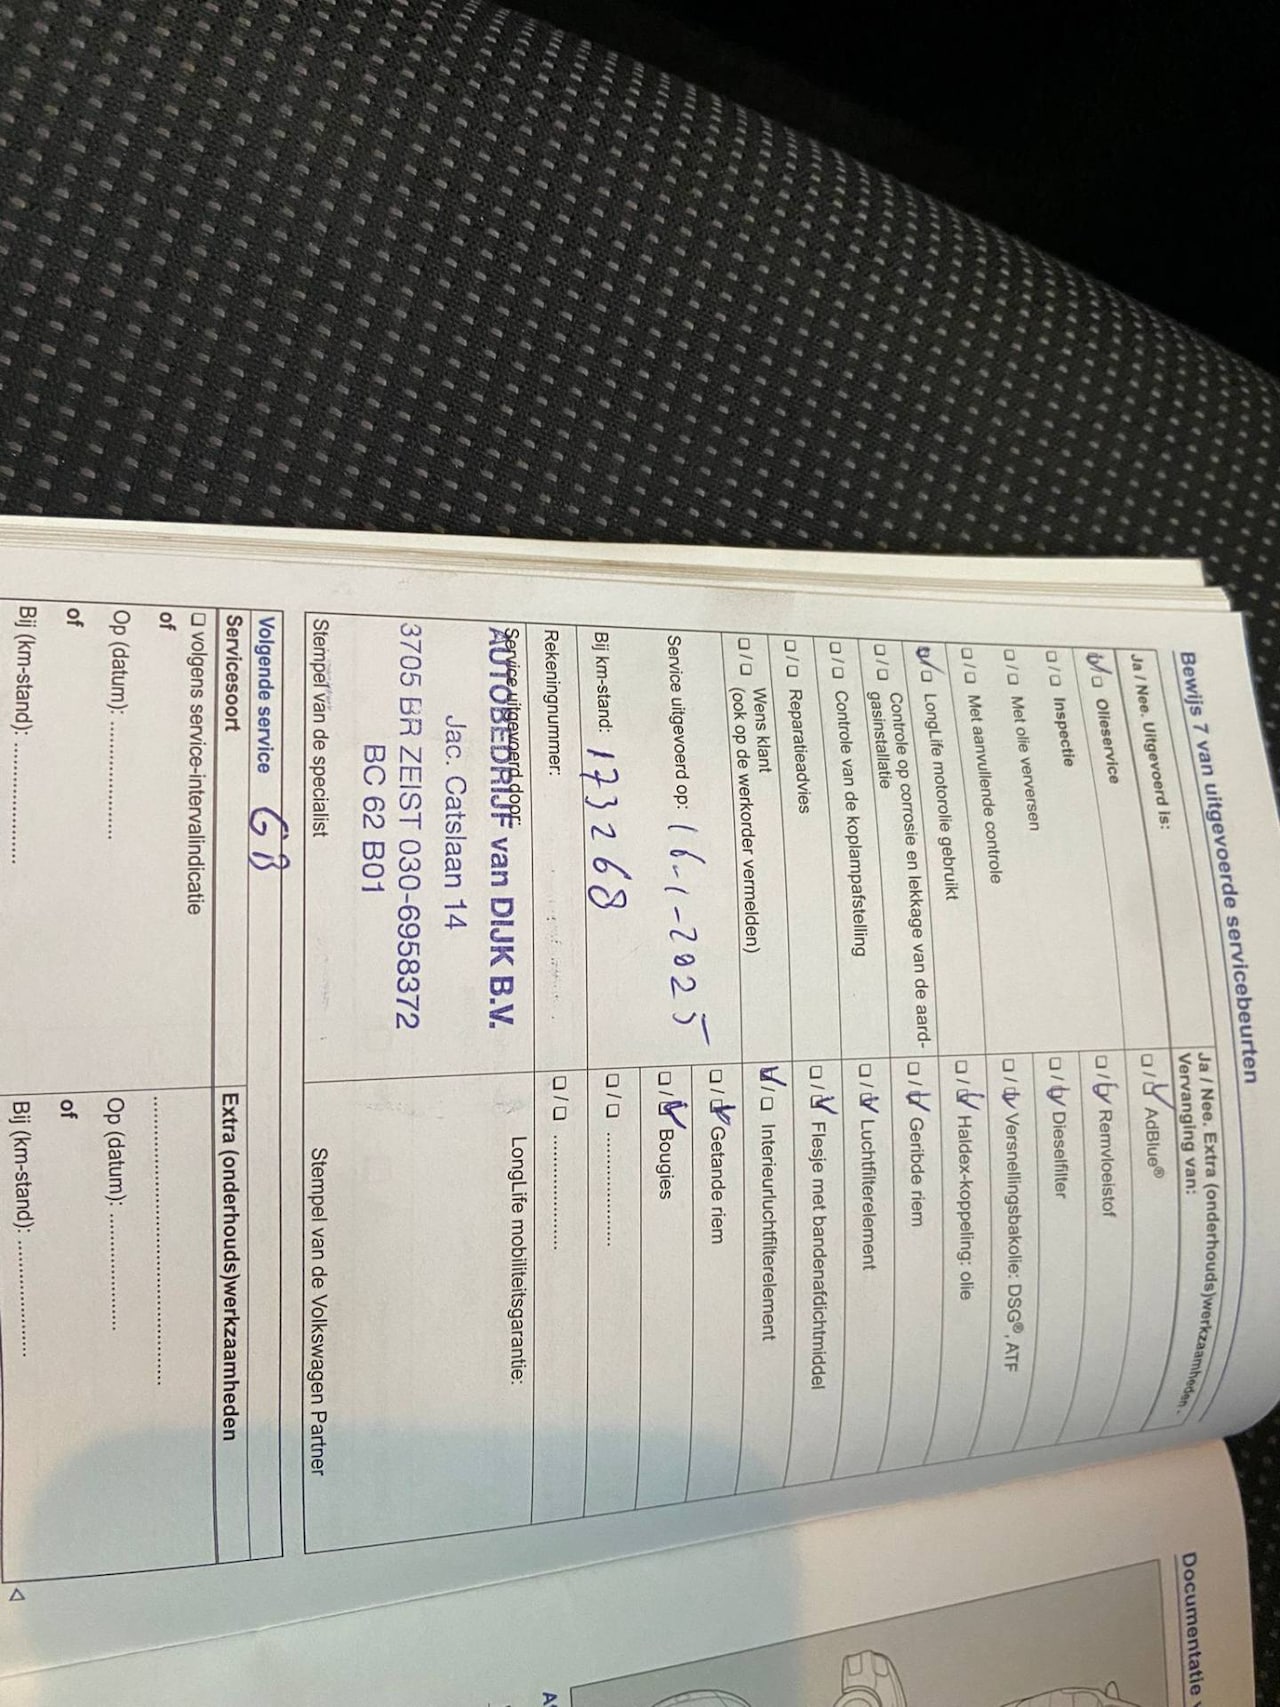 Bewijs 7 van uitgevoerde servicebeurten
Ja / Nee. Uitgevoerd is:
☑/☐ Olieservice
☐/☐ Inspectie
☐/☐ Met olie verversen
☐/☐ Met aanvullende controle
☑/☐ LongLife motorolie gebruikt
☐/☐ Controle op corrosie en lekkage van de aard-
gasinstallatie
☐/☐ Controle van de koplampafstelling
☐/☐ Reparatieadvies
☐/☐ Wens klant
(ook op de werkorder vermelden)
Service uitgevoerd op: 16-1-2025
Bij km-stand: 173268
Rekeningnummer:
Service uitgevoerd door:
AUTOBEDRIJF van DIJK B.V.
Jac. Catslaan 14
3705 BR ZEIST 030-6958372
BC 62 B01
Stempel van de specialist
Ja / Nee. Extra (onderhouds)werkzaamheden.
Vervanging van:
☐/☑ AdBlue®
☐/☑ Remvloeistof
☐/☑ Dieselfilter
☐/☑ Versnellingsbakolie: DSG®, ATF
☐/☑ Haldex-koppeling: olie
☐/☑ Geribde riem
☐/☑ Luchtfilterelement
☐/☑ Flesje met bandenafdichtmiddel
☑/☐ Interieurluchtfilterelement
☐/☑ Getande riem
☐/☑ Bougies
☐/☐ ..................
☐/☐ ..................
LongLife mobiliteitsgarantie:
Stempel van de Volkswagen Partner
Volgende service GB
Servicesoort
☐ volgens service-intervalindicatie
of
Op (datum): ..................
of
Bij (km-stand): ..................
Extra (onderhouds)werkzaamheden
..................................
Op (datum): ..................
of
Bij (km-stand): ..................
Documentatie